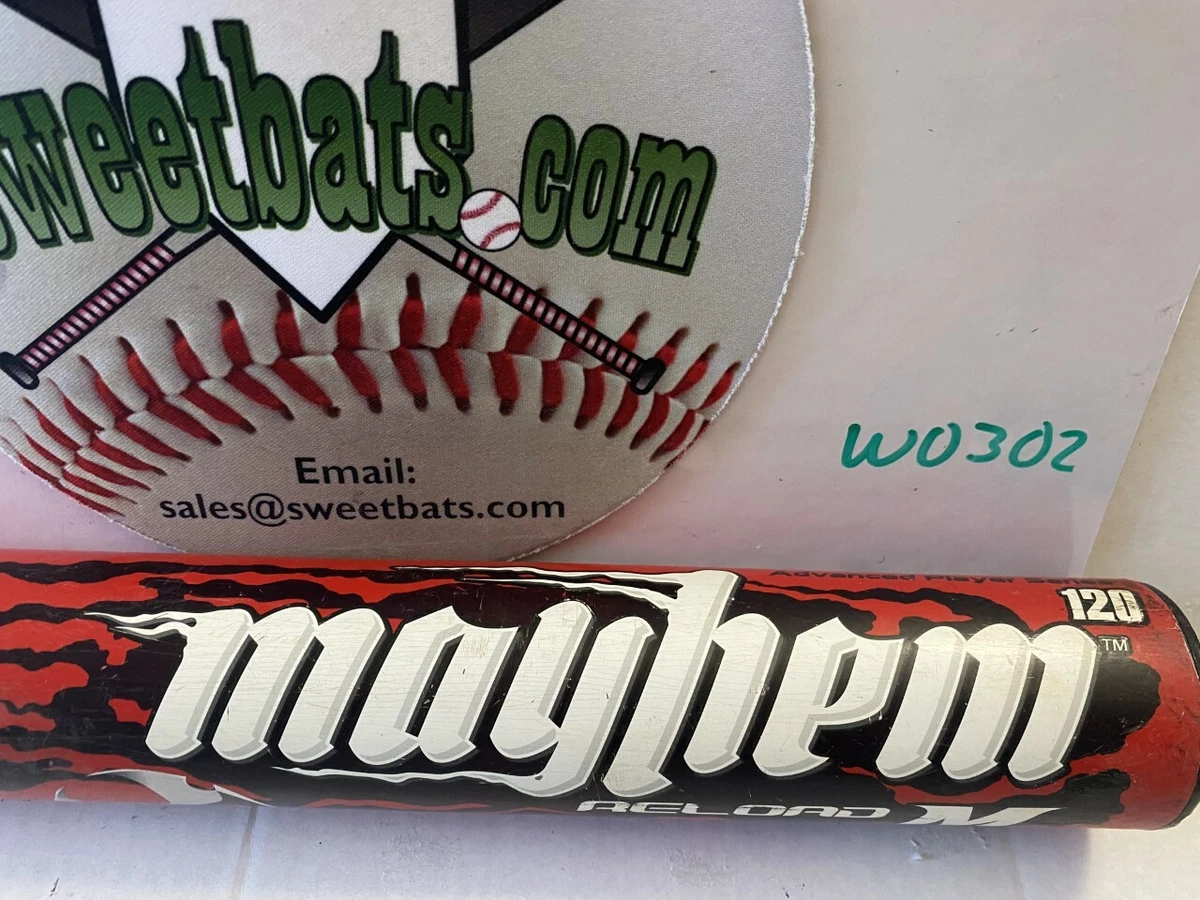 sweetbats.com
Email:
sales@sweetbats.com
W0302
Advanced Player Series
120
mayhem™
RELOAD M